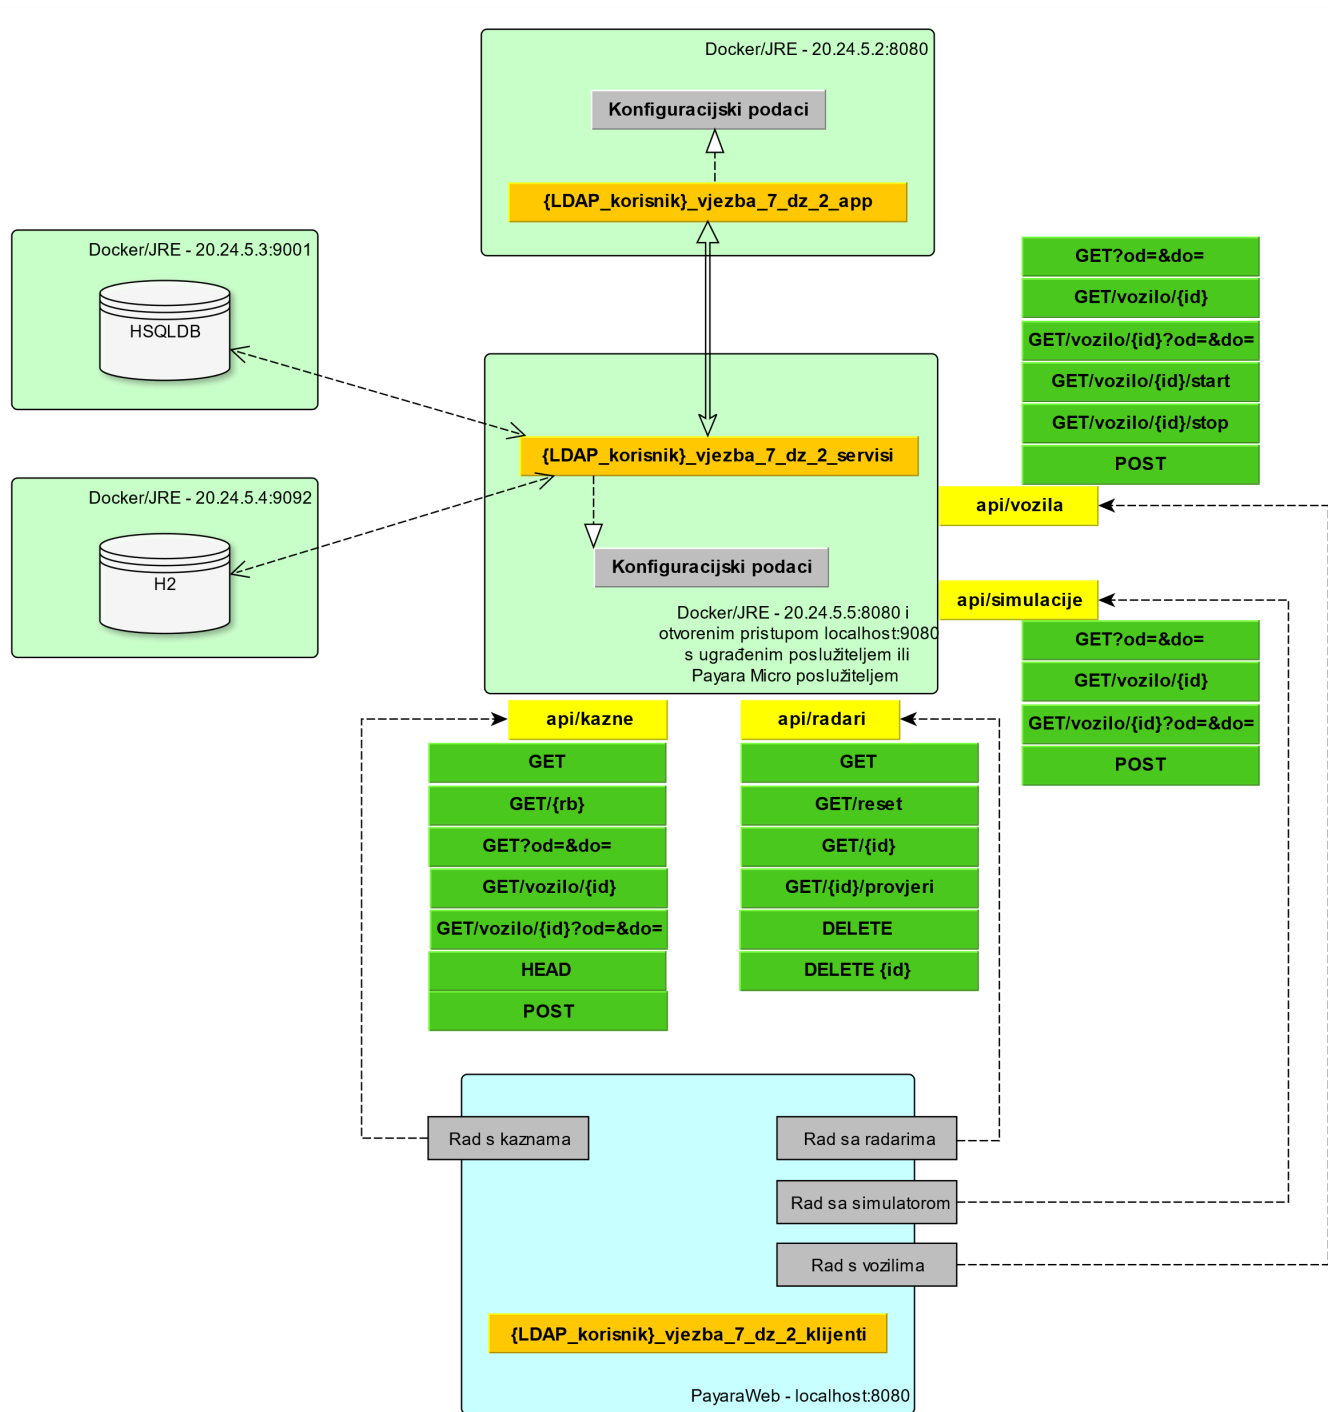 Docker/JRE - 20.24.5.2:8080
Konfiguracijski podaci
{LDAP_korisnik}_vjezba_7_dz_2_app
Docker/JRE - 20.24.5.3:9001
HSQLDB
Docker/JRE - 20.24.5.4:9092
H2
{LDAP_korisnik}_vjezba_7_dz_2_servisi
Konfiguracijski podaci
Docker/JRE - 20.24.5.5:8080 i
otvorenim pristupom localhost:9080
s ugrađenim poslužiteljem ili
Payara Micro poslužiteljem
GET?od=&do=
GET/vozilo/{id}
GET/vozilo/{id}?od=&do=
GET/vozilo/{id}/start
GET/vozilo/{id}/stop
POST
api/vozila
api/simulacije
GET?od=&do=
GET/vozilo/{id}
GET/vozilo/{id}?od=&do=
POST
api/kazne
GET
GET/{rb}
GET?od=&do=
GET/vozilo/{id}
GET/vozilo/{id}?od=&do=
HEAD
POST
api/radari
GET
GET/reset
GET/{id}
GET/{id}/provjeri
DELETE
DELETE {id}
Rad s kaznama
Rad sa radarima
Rad sa simulatorom
Rad s vozilima
{LDAP_korisnik}_vjezba_7_dz_2_klijenti
PayaraWeb - localhost:8080